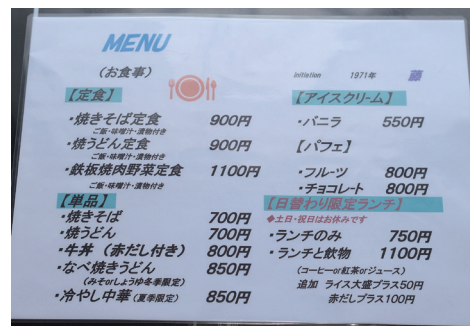 MENU
(お食事)
【定食】
・焼きそば定食 900円
ご飯・味噌汁・漬物付き
・焼うどん定食 900円
ご飯・味噌汁・漬物付き
・鉄板焼肉野菜定食 1100円
ご飯・味噌汁・漬物付き
【単品】
・焼きそば 700円
・焼うどん 700円
・牛丼(赤だし付き) 800円
・なべ焼きうどん 850円
(みそorしょうゆ冬季限定)
・冷やし中華(夏季限定) 850円
Initiation 1971年 藤
【アイスクリーム】
・バニラ 550円
【パフェ】
・フルーツ 800円
・チョコレート 800円
【日替わり限定ランチ】
◆土日・祝日はお休みです
・ランチのみ 750円
・ランチと飲物 1100円
(コーヒーor紅茶orジュース)
追加 ライス大盛プラス50円
赤だしプラス100円